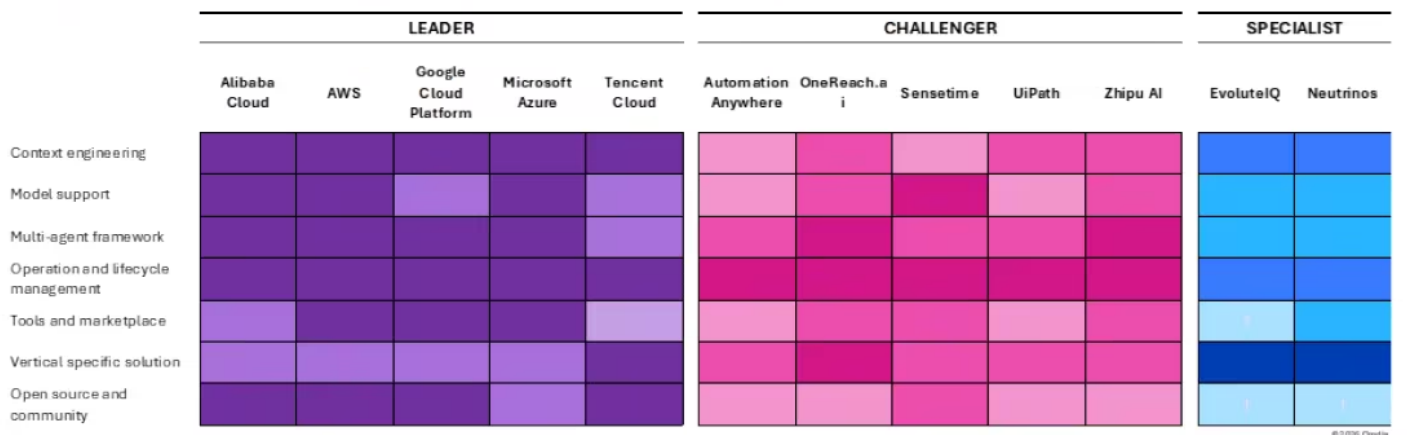 LEADER
CHALLENGER
SPECIALIST
Alibaba
Cloud
AWS
Google
Cloud
Platform
Microsoft
Azure
Tencent
Cloud
Automation
Anywhere
OneReach.a
i
Sensetime
UiPath
Zhipu AI
EvoluteIQ
Neutrinos
Context engineering
Model support
Multi-agent framework
Operation and lifecycle
management
Tools and marketplace
Vertical specific solution
Open source and
community